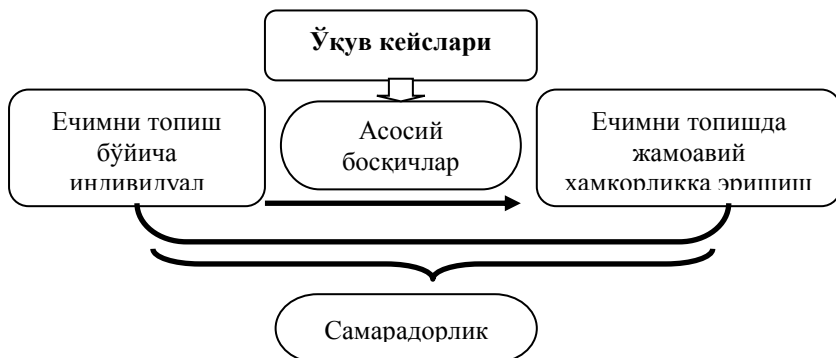 Ўқув кейслари
Ечимни топиш
бўйича
индивидуал
Асосий
босқичлар
Ечимни топишда
жамоавий
ҳамкорликка эришиш
Самарадорлик